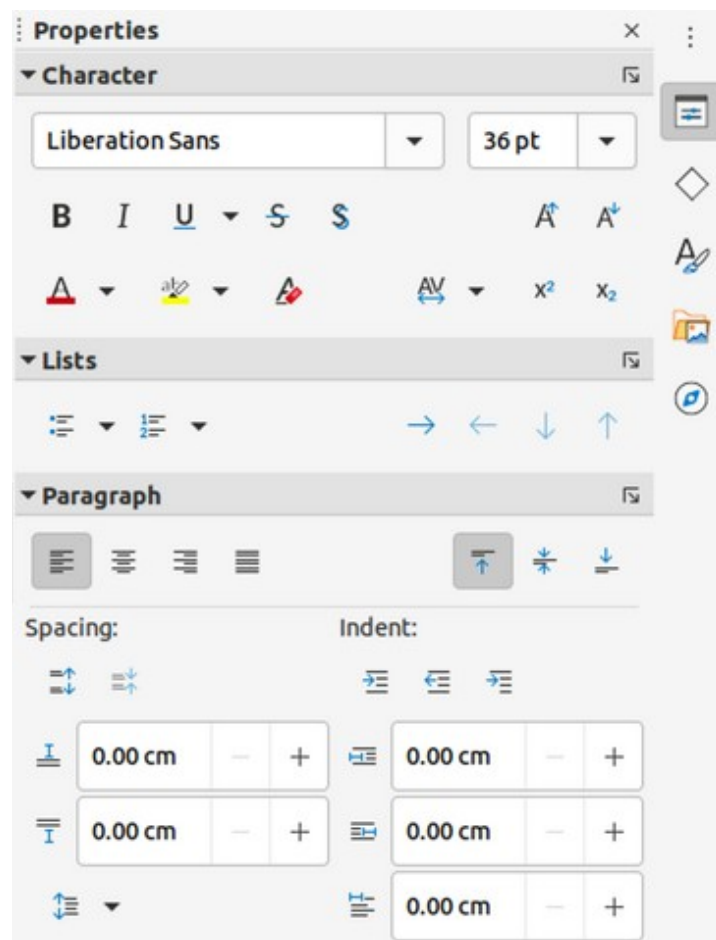 Properties
Character
Liberation Sans 36 pt
Lists
Paragraph
Spacing: Indent:
0.00 cm 0.00 cm
0.00 cm 0.00 cm
0.00 cm